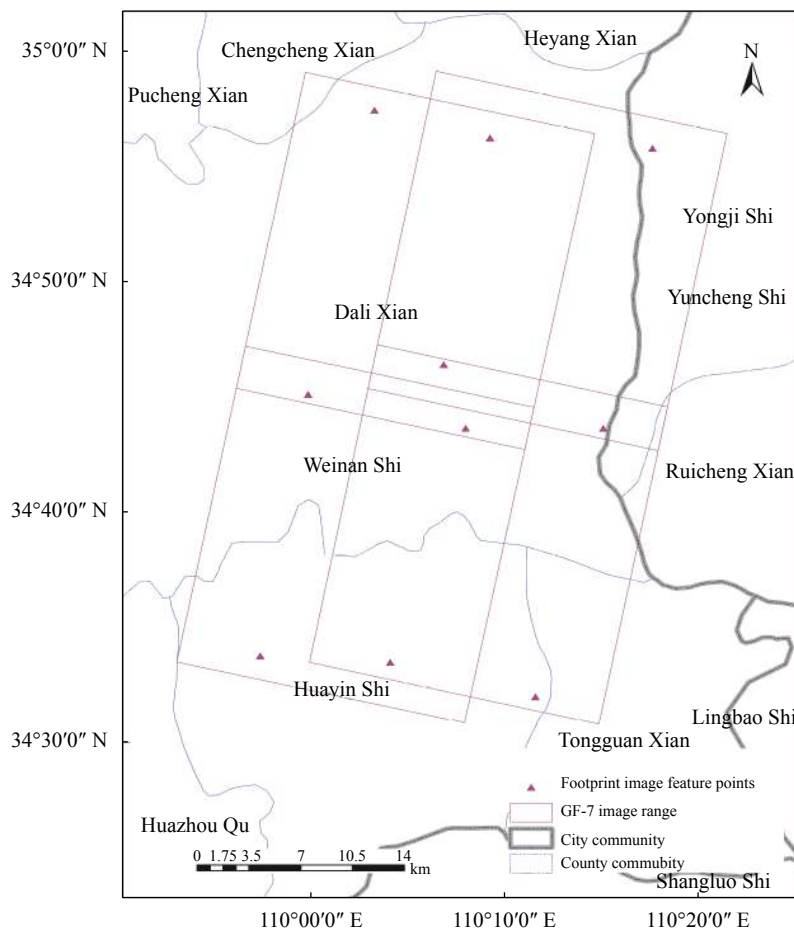 35°0′0″ N
Chengcheng Xian
Heyang Xian
N
Pucheng Xian
Yongji Shi
34°50′0″ N
Yuncheng Shi
Dali Xian
Weinan Shi
Ruicheng Xian
34°40′0″ N
Huayin Shi
Lingbao Shi
34°30′0″ N
Tongguan Xian
Footprint image feature points
GF-7 image range
Huazhou Qu
City community
0 1.75 3.5 7 10.5 14
km
County commubity
Shangluo Shi
110°00′0″ E 110°10′0″ E 110°20′0″ E